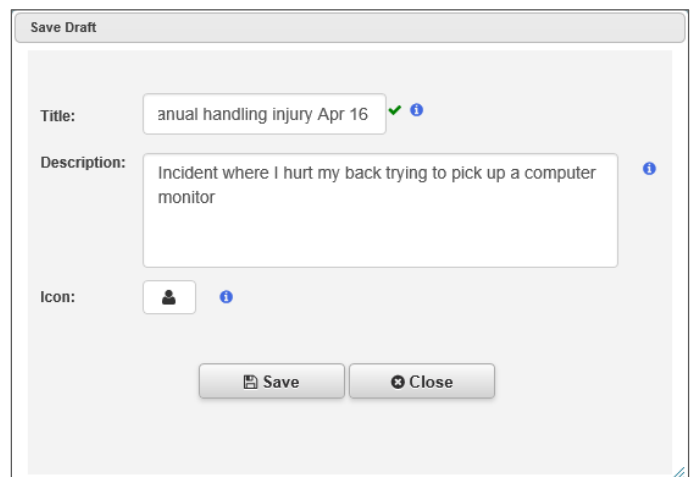 Save Draft
Title: anual handling injury Apr 16
Description: Incident where I hurt my back trying to pick up a computer
monitor
Icon:
Save Close